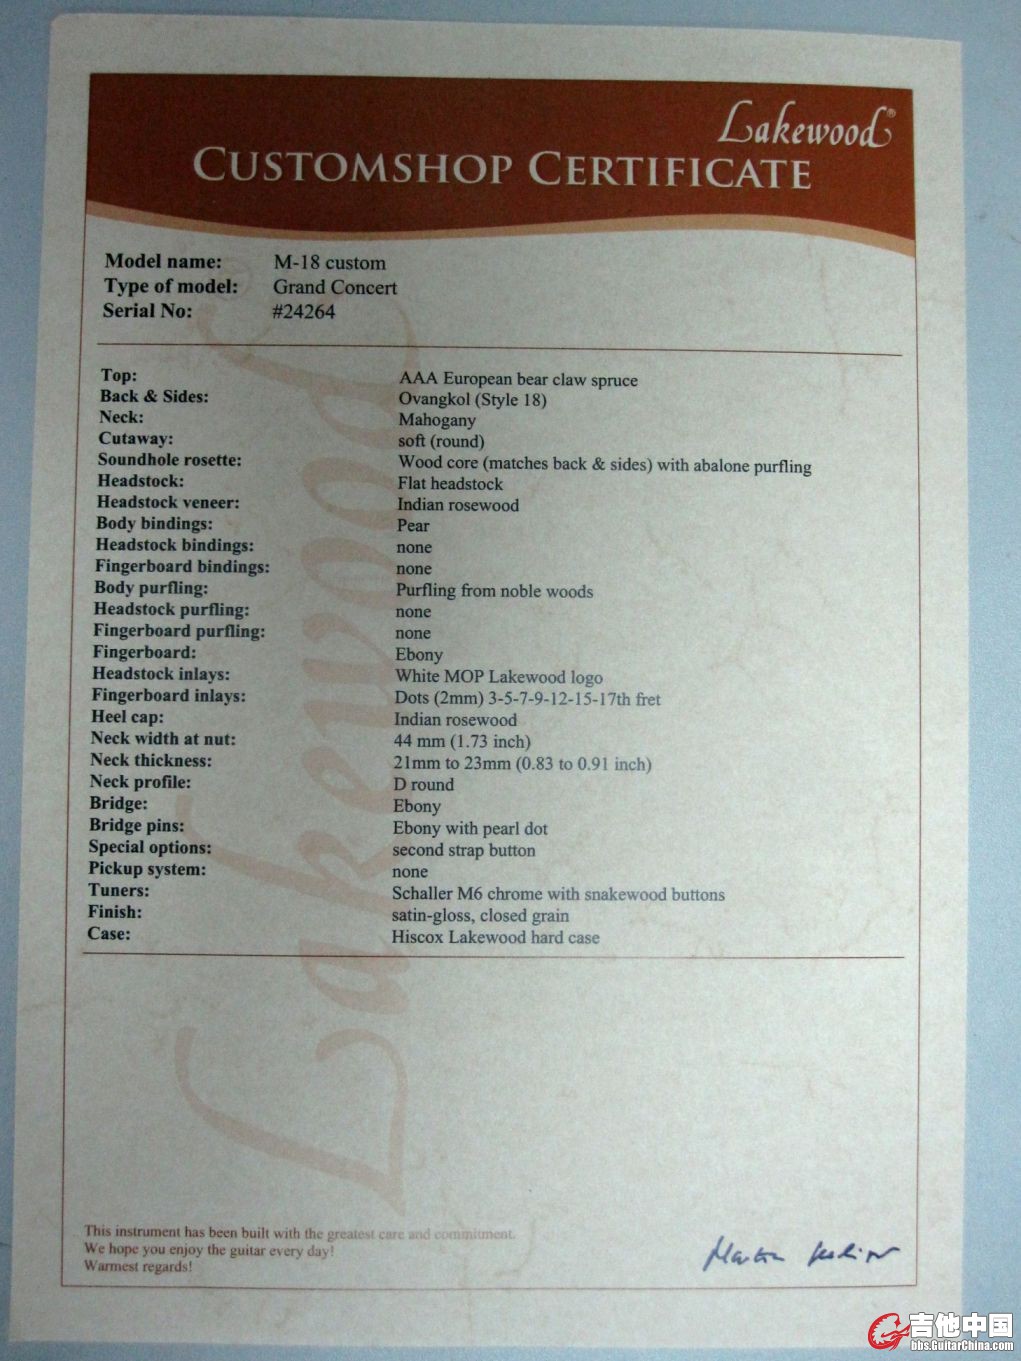 Lakewood®
CUSTOMSHOP CERTIFICATE
Model name: M-18 custom
Type of model: Grand Concert
Serial No: #24264
Top: AAA European bear claw spruce
Back & Sides: Ovangkol (Style 18)
Neck: Mahogany
Cutaway: soft (round)
Soundhole rosette: Wood core (matches back & sides) with abalone purfling
Headstock: Flat headstock
Headstock veneer: Indian rosewood
Body bindings: Pear
Headstock bindings: none
Fingerboard bindings: none
Body purfling: Purfling from noble woods
Headstock purfling: none
Fingerboard purfling: none
Fingerboard: Ebony
Headstock inlays: White MOP Lakewood logo
Fingerboard inlays: Dots (2mm) 3-5-7-9-12-15-17th fret
Heel cap: Indian rosewood
Neck width at nut: 44 mm (1.73 inch)
Neck thickness: 21mm to 23mm (0.83 to 0.91 inch)
Neck profile: D round
Bridge: Ebony
Bridge pins: Ebony with pearl dot
Special options: second strap button
Pickup system: none
Tuners: Schaller M6 chrome with snakewood buttons
Finish: satin-gloss, closed grain
Case: Hiscox Lakewood hard case
Lakewood
This instrument has been built with the greatest care and commitment.
We hope you enjoy the guitar every day!
Warmest regards!
Martin
吉他中国
bbs.GuitarChina.com